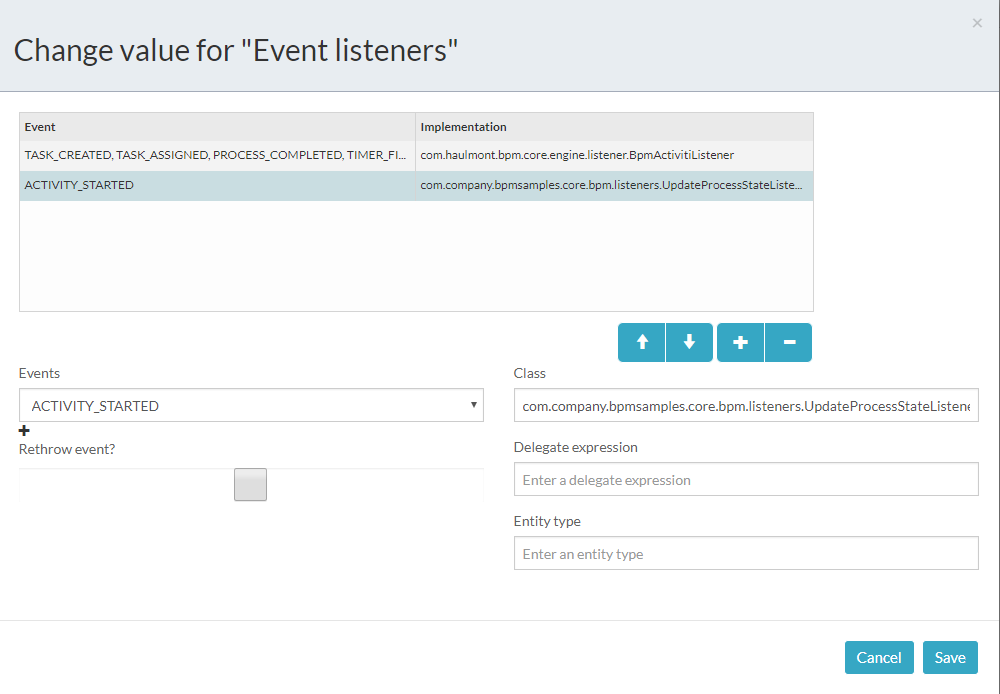 Change value for "Event listeners"
×
Event Implementation
TASK_CREATED, TASK_ASSIGNED, PROCESS_COMPLETED, TIMER_FI... com.haulmont.bpm.core.engine.listener.BpmActivitiListener
ACTIVITY_STARTED com.company.bpmsamples.core.bpm.listeners.UpdateProcessStateListe...
Events Class
ACTIVITY_STARTED com.company.bpmsamples.core.bpm.listeners.UpdateProcessStateListene
Rethrow event? Delegate expression
Enter a delegate expression
Entity type
Enter an entity type
Cancel Save